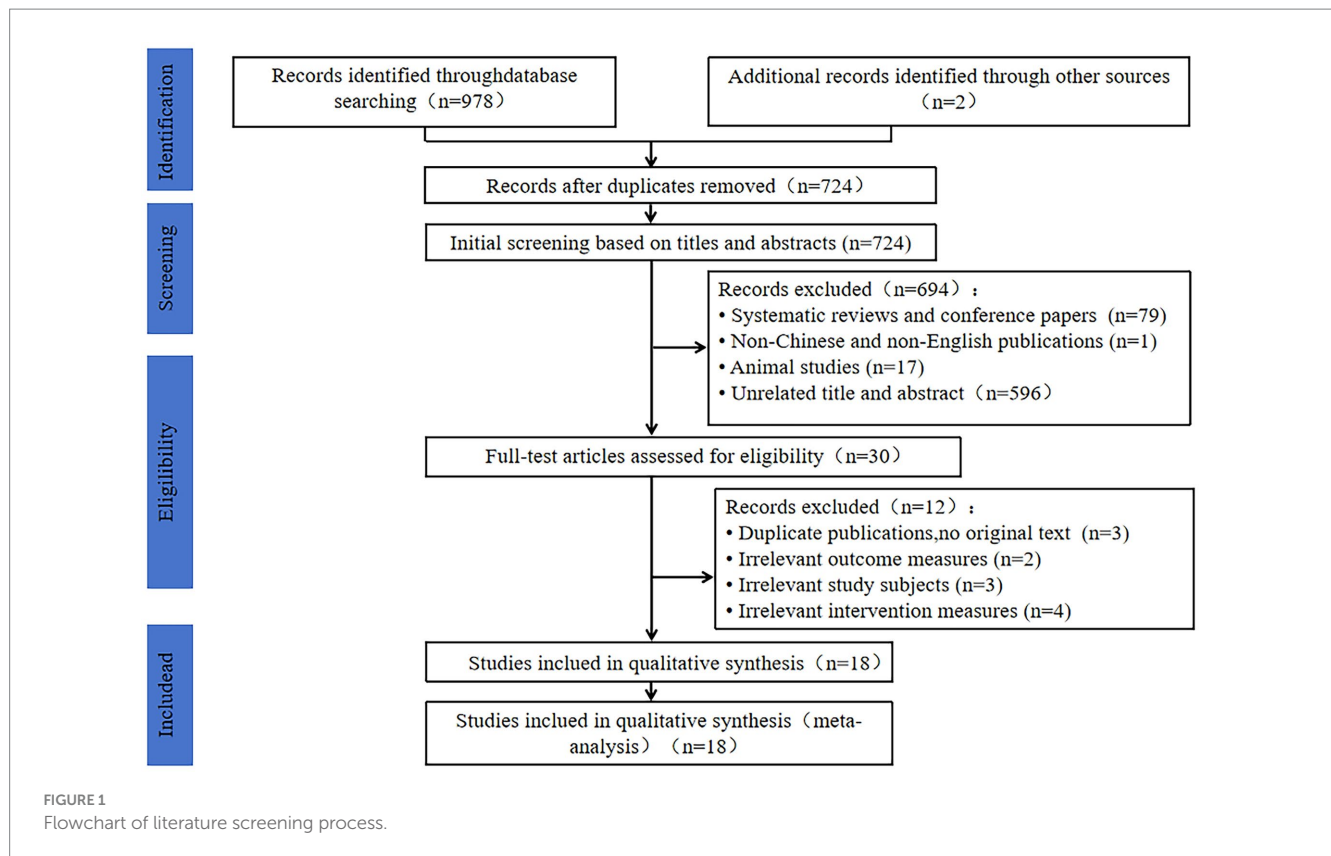 Identification
Records identified throughdatabase
searching（n=978）
Additional records identified through other sources
（n=2）
Records after duplicates removed（n=724）
Screening
Initial screening based on titles and abstracts (n=724)
Records excluded（n=694）：
• Systematic reviews and conference papers (n=79)
• Non-Chinese and non-English publications (n=1)
• Animal studies (n=17)
• Unrelated title and abstract（n=596）
Eligilibility
Full-test articles assessed for eligibility（n=30）
Records excluded（n=12）：
• Duplicate publications,no original text (n=3)
• Irrelevant outcome measures (n=2)
• Irrelevant study subjects (n=3)
• Irrelevant intervention measures (n=4)
Includead
Studies inclued in qualitative synthesis（n=18）
Studies inclued in qualitative synthesis（meta-
analysis）（n=18）
FIGURE 1
Flowchart of literature screening process.